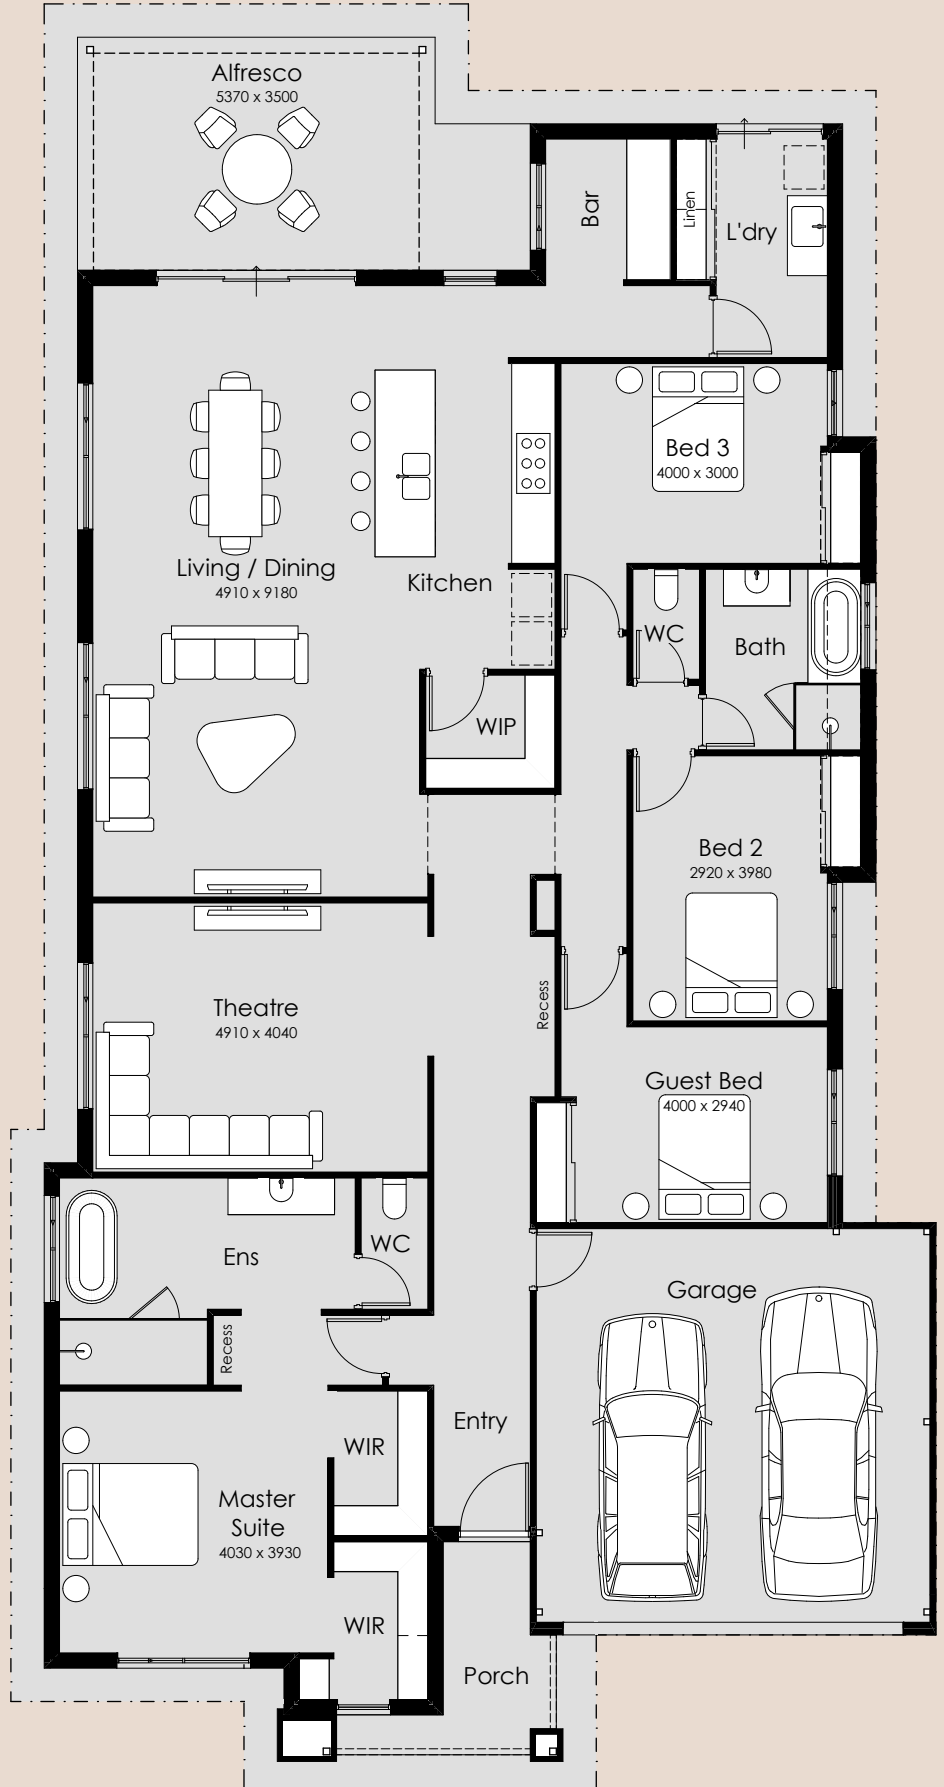 Alfresco
5370 x 3500
Bar
Linen
L'dry
Bed 3
4000 x 3000
Living / Dining
4910 x 9180
Kitchen
WC
Bath
WIP
Bed 2
2920 x 3980
Theatre
4910 x 4040
Recess
Guest Bed
4000 x 2940
Ens
WC
Garage
Recess
Entry
WIR
Master
Suite
4030 x 3930
WIR
Porch